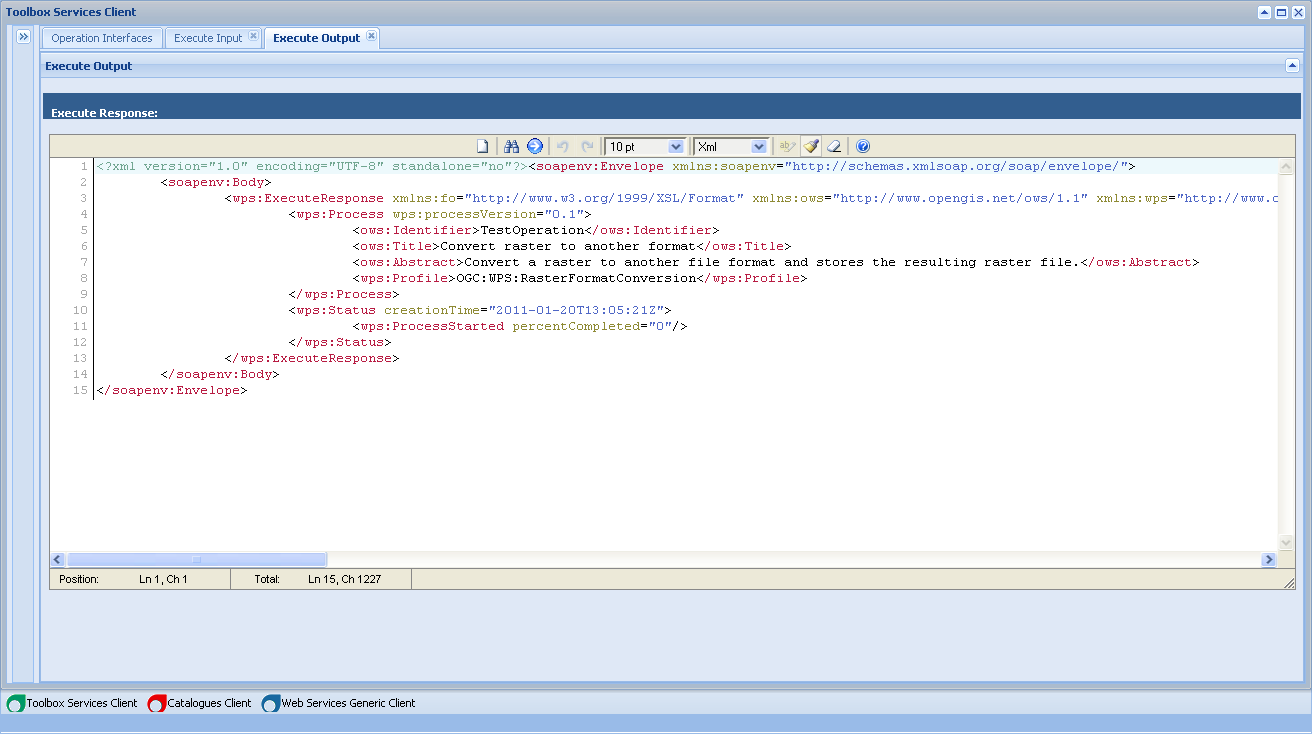 Toolbox Services Client
Operation Interfaces Execute Input Execute Output
Execute Output
Execute Response:
10 pt Xml
1 <?xml version="1.0" encoding="UTF-8" standalone="no"?><soapenv:Envelope xmlns:soapenv="http://schemas.xmlsoap.org/soap/envelope/">
2 <soapenv:Body>
3 <wps:ExecuteResponse xmlns:fo="http://www.w3.org/1999/XSL/Format" xmlns:ows="http://www.opengis.net/ows/1.1" xmlns:wps="http://www.o
4 <wps:Process wps:processVersion="0.1">
5 <ows:Identifier>TestOperation</ows:Identifier>
6 <ows:Title>Convert raster to another format</ows:Title>
7 <ows:Abstract>Convert a raster to another file format and stores the resulting raster file.</ows:Abstract>
8 <wps:Profile>OGC:WPS:RasterFormatConversion</wps:Profile>
9 </wps:Process>
10 <wps:Status creationTime="2011-01-20T13:05:21Z">
11 <wps:ProcessStarted percentCompleted="0"/>
12 </wps:Status>
13 </wps:ExecuteResponse>
14 </soapenv:Body>
15 </soapenv:Envelope>
Position: Ln 1, Ch 1 Total: Ln 15, Ch 1227
Toolbox Services Client Catalogues Client Web Services Generic Client